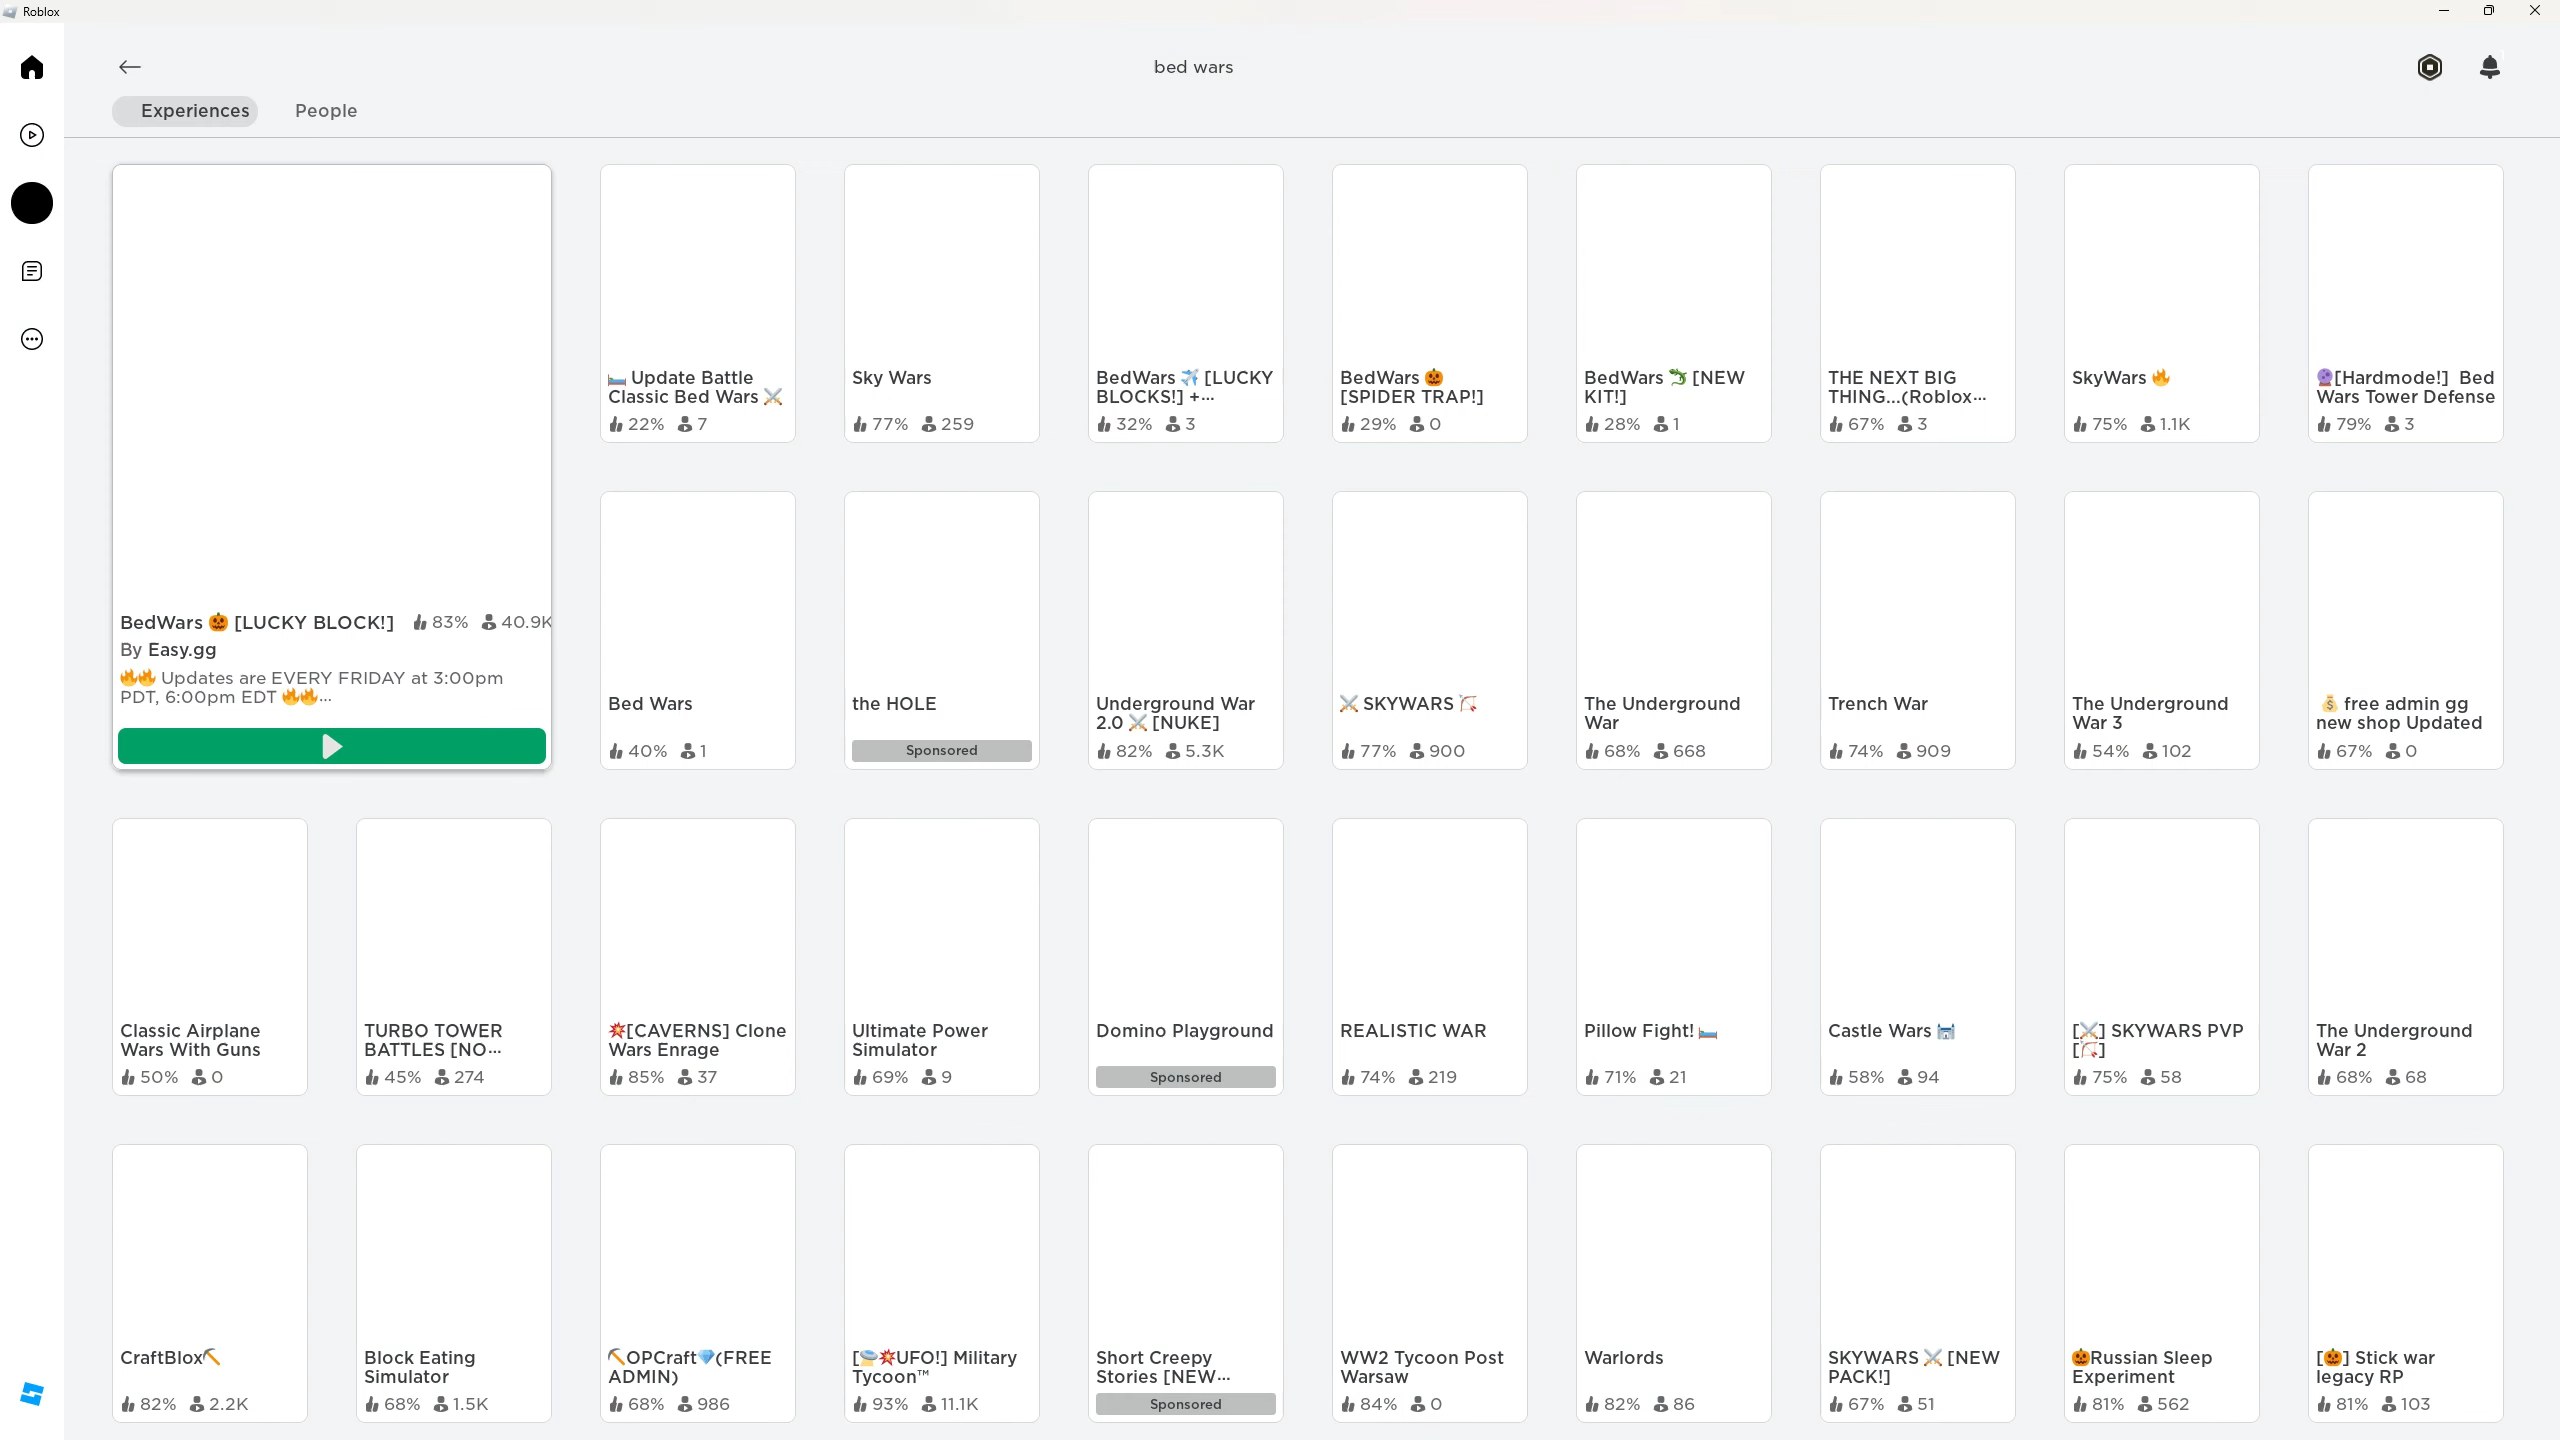 Roblox
bed wars
Experiences
People
BedWars 🎃 [LUCKY BLOCK!] 83% 40.9K
By Easy.gg
🔥🔥 Updates are EVERY FRIDAY at 3:00pm
PDT, 6:00pm EDT 🔥🔥...
🛏️ Update Battle
Classic Bed Wars ⚔️
22% 7
Sky Wars
77% 259
BedWars ✈️ [LUCKY
BLOCKS!] +...
32% 3
BedWars 🎃
[SPIDER TRAP!]
29% 0
BedWars 🦎 [NEW
KIT!]
28% 1
THE NEXT BIG
THING...(Roblox...
67% 3
SkyWars 🔥
75% 1.1K
🔮[Hardmode!] Bed
Wars Tower Defense
79% 3
Bed Wars
40% 1
the HOLE
Sponsored
Underground War
2.0 ⚔️ [NUKE]
82% 5.3K
⚔️ SKYWARS 🏹
77% 900
The Underground
War
68% 668
Trench War
74% 909
The Underground
War 3
54% 102
💰 free admin gg
new shop Updated
67% 0
Classic Airplane
Wars With Guns
50% 0
TURBO TOWER
BATTLES [NO...
45% 274
💥[CAVERNS] Clone
Wars Enrage
85% 37
Ultimate Power
Simulator
69% 9
Domino Playground
Sponsored
REALISTIC WAR
74% 219
Pillow Fight! 🛏️
71% 21
Castle Wars 🏰
58% 94
[⚔️] SKYWARS PVP
[🏹]
75% 58
The Underground
War 2
68% 68
CraftBlox⛏️
82% 2.2K
Block Eating
Simulator
68% 1.5K
⛏️OPCraft💎(FREE
ADMIN)
68% 986
[🛸💥UFO!] Military
Tycoon™
93% 11.1K
Short Creepy
Stories [NEW...
Sponsored
WW2 Tycoon Post
Warsaw
84% 0
Warlords
82% 86
SKYWARS ⚔️ [NEW
PACK!]
67% 51
🎃Russian Sleep
Experiment
81% 562
[🎃] Stick war
legacy RP
81% 103